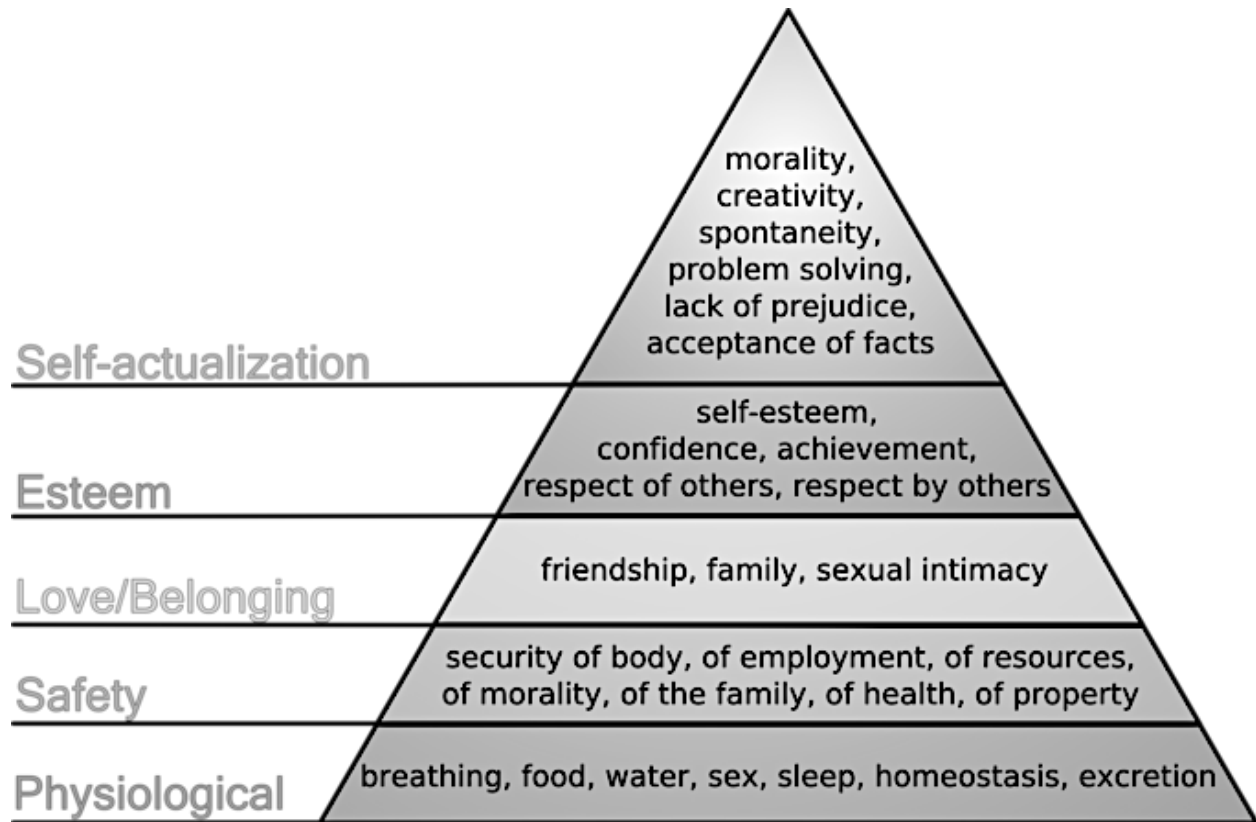 morality,
creativity,
spontaneity,
problem solving,
lack of prejudice,
acceptance of facts
Self-actualization
self-esteem,
confidence, achievement,
respect of others, respect by others
Esteem
friendship, family, sexual intimacy
Love/Belonging
security of body, of employment, of resources,
of morality, of the family, of health, of property
Safety
breathing, food, water, sex, sleep, homeostasis, excretion
Physiological